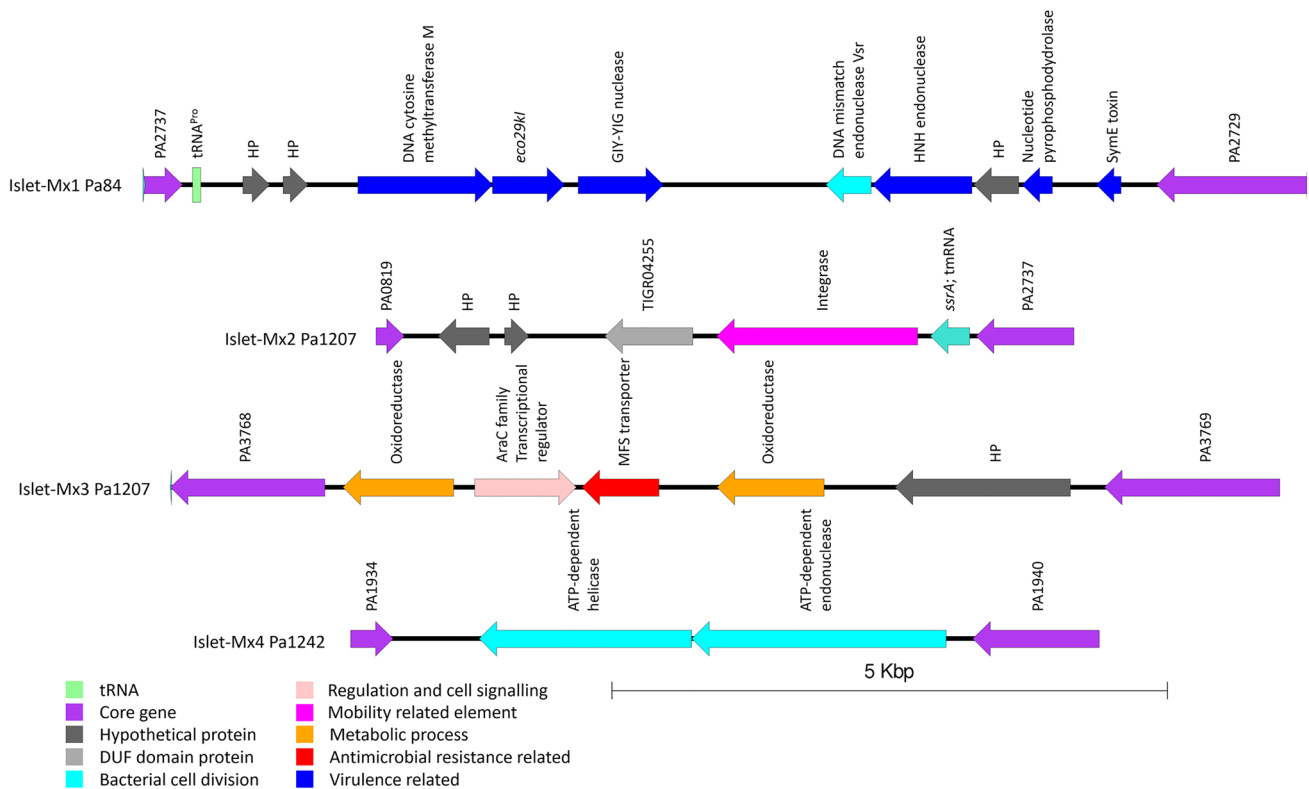 PA2737
tRNAPro
HP
HP
DNA cytosine
methyltransferase M
eco29kI
GIY-YIG nuclease
DNA mismatch
endonuclease Vsr
HNH endonuclease
HP
Nucleotide
pyrophosphodydrolase
SymE toxin
PA2729
Islet-Mx1 Pa84
PA0819
HP
HP
TIGR04255
Integrase
ssrA; tmRNA
PA2737
Islet-Mx2 Pa1207
PA3768
Oxidoreductase
AraC family
Transcriptional
regulator
MFS transporter
Oxidoreductase
HP
PA3769
Islet-Mx3 Pa1207
PA1934
ATP-dependent
helicase
ATP-dependent
endonuclease
PA1940
Islet-Mx4 Pa1242
5 Kbp
tRNA
Core gene
Hypothetical protein
DUF domain protein
Bacterial cell division
Regulation and cell signalling
Mobility related element
Metabolic process
Antimicrobial resistance related
Virulence related